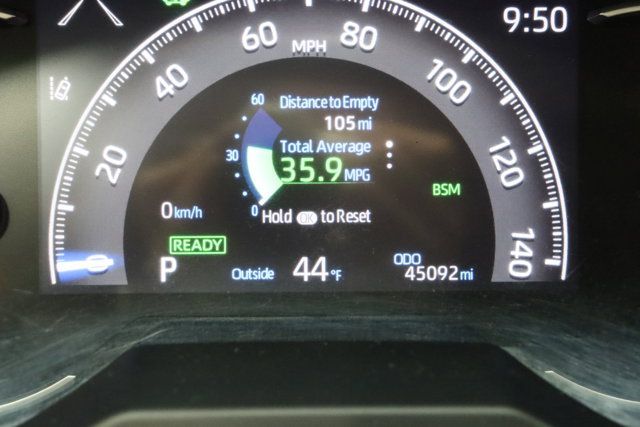 9:50
0 20 40 60 80 100 120 140
MPH
60
Distance to Empty
105 mi
Total Average
30
35.9 MPG
BSM
0
Hold OK to Reset
0 km/h
READY
P
Outside 44°F
ODO
45092 mi